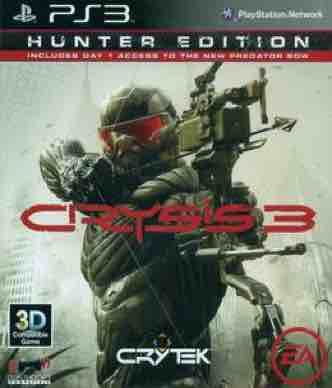 PS3
PlayStation Network
HUNTER EDITION
INCLUDES DAY 1 ACCESS TO THE NEW PREDATOR BOW
CRYSIS 3
3D
Compatible
Game
CRYTEK
EA